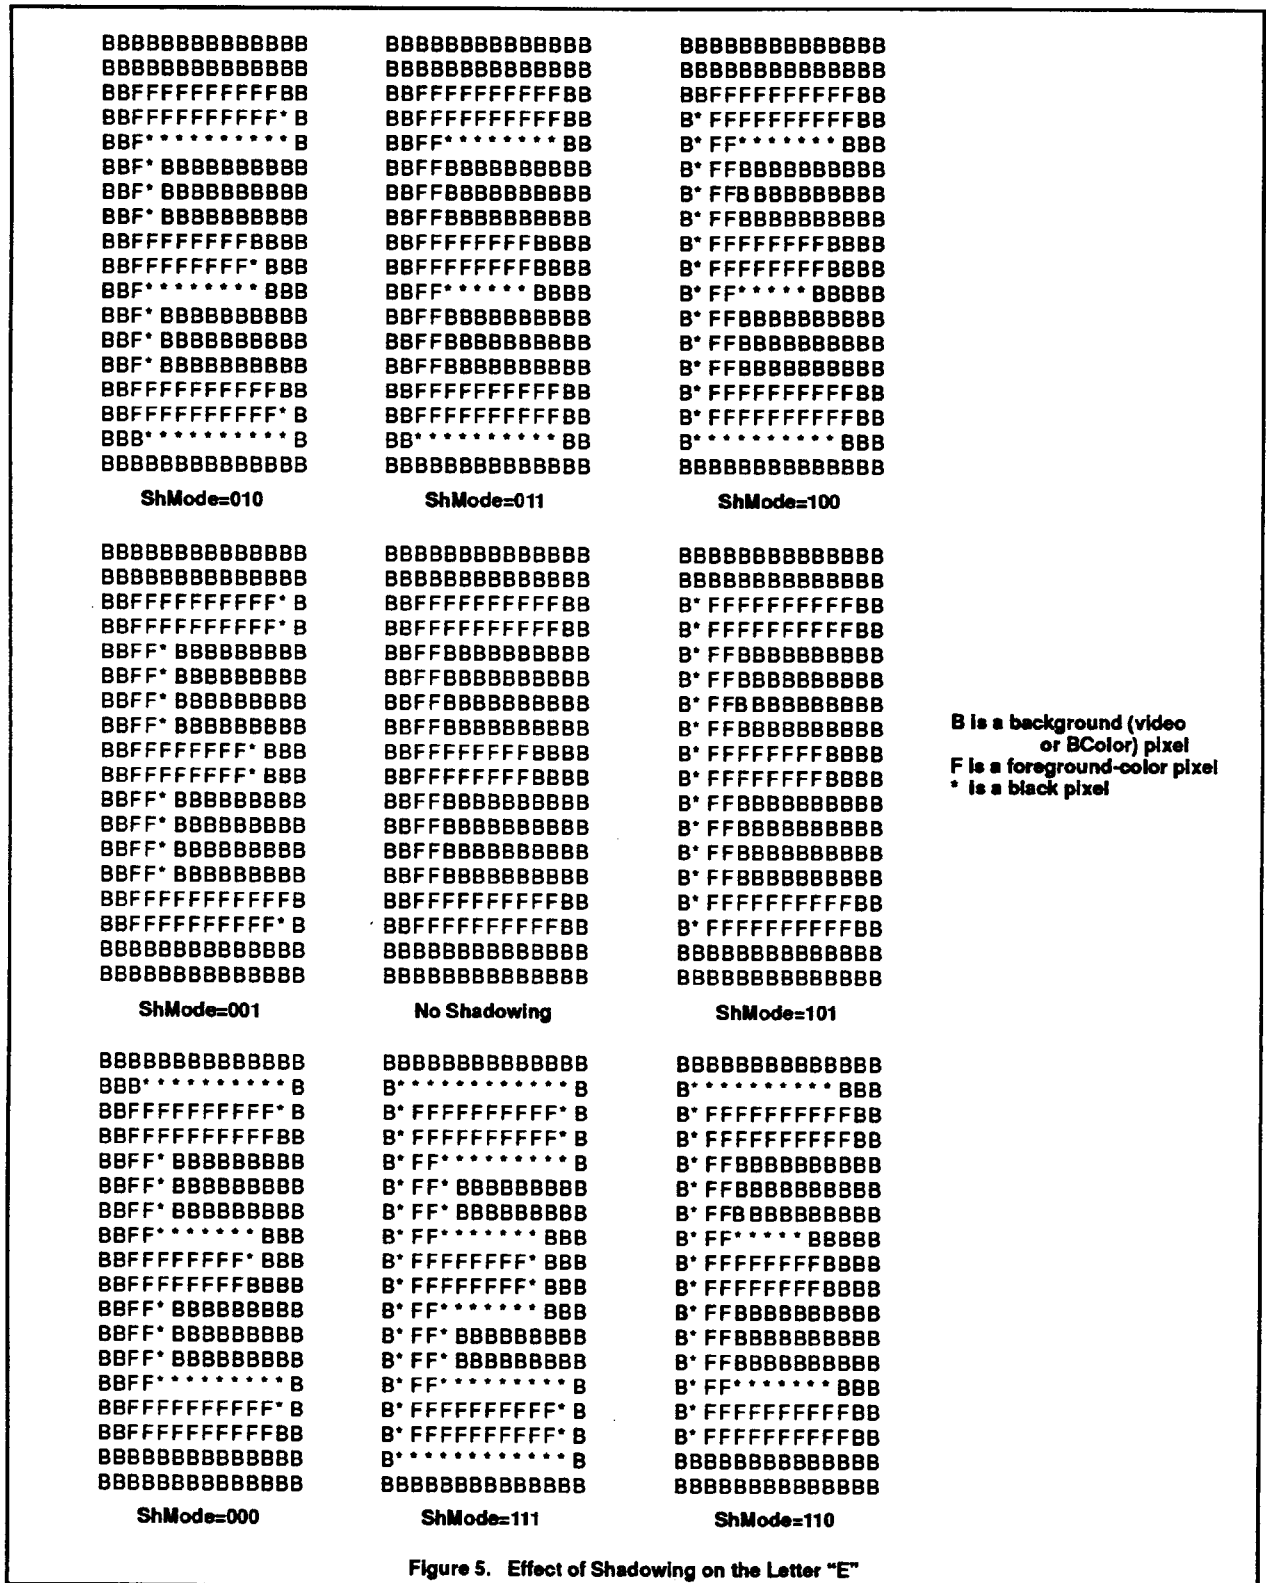 BBBBBBBBBBBBBB
BBBBBBBBBBBBBB
BBFFFFFFFFFFBB
BBFFFFFFFFFF* B
BBF********** B
BBF* BBBBBBBBBB
BBF* BBBBBBBBBB
BBF* BBBBBBBBBB
BBFFFFFFFFBBBB
BBFFFFFFFF* BBB
BBF******** BBB
BBF* BBBBBBBBBB
BBF* BBBBBBBBBB
BBF* BBBBBBBBBB
BBFFFFFFFFFFBB
BBFFFFFFFFFF* B
BBB********** B
BBBBBBBBBBBBBB
ShMode=010
BBBBBBBBBBBBBB
BBBBBBBBBBBBBB
BBFFFFFFFFFFBB
BBFFFFFFFFFFBB
BBFF******** BB
BBFFBBBBBBBBBB
BBFFBBBBBBBBBB
BBFFBBBBBBBBBB
BBFFFFFFFFBBBB
BBFFFFFFFFBBBB
BBFF****** BBBB
BBFFBBBBBBBBBB
BBFFBBBBBBBBBB
BBFFBBBBBBBBBB
BBFFFFFFFFFFBB
BBFFFFFFFFFFBB
BB********** BB
BBBBBBBBBBBBBB
ShMode=011
BBBBBBBBBBBBBB
BBBBBBBBBBBBBB
BBFFFFFFFFFFBB
B* FFFFFFFFFFBB
B* FF******* BBB
B* FFBBBBBBBBBB
B* FFBBBBBBBBBB
B* FFBBBBBBBBBB
B* FFFFFFFFBBBB
B* FFFFFFFFBBBB
B* FF***** BBBBB
B* FFBBBBBBBBBB
B* FFBBBBBBBBBB
B* FFBBBBBBBBBB
B* FFFFFFFFFFBB
B* FFFFFFFFFFBB
B********** BBB
BBBBBBBBBBBBBB
ShMode=100
BBBBBBBBBBBBBB
BBBBBBBBBBBBBB
BBFFFFFFFFFF* B
BBFFFFFFFFFF* B
BBFF* BBBBBBBBB
BBFF* BBBBBBBBB
BBFF* BBBBBBBBB
BBFF* BBBBBBBBB
BBFFFFFFFF* BBB
BBFFFFFFFF* BBB
BBFF* BBBBBBBBB
BBFF* BBBBBBBBB
BBFF* BBBBBBBBB
BBFF* BBBBBBBBB
BBFFFFFFFFFFFB
BBFFFFFFFFFF* B
BBBBBBBBBBBBBB
BBBBBBBBBBBBBB
ShMode=001
BBBBBBBBBBBBBB
BBBBBBBBBBBBBB
BBFFFFFFFFFFBB
BBFFFFFFFFFFBB
BBFFBBBBBBBBBB
BBFFBBBBBBBBBB
BBFFBBBBBBBBBB
BBFFBBBBBBBBBB
BBFFFFFFFFBBBB
BBFFFFFFFFBBBB
BBFFBBBBBBBBBB
BBFFBBBBBBBBBB
BBFFBBBBBBBBBB
BBFFBBBBBBBBBB
BBFFFFFFFFFFBB
BBFFFFFFFFFFBB
BBBBBBBBBBBBBB
BBBBBBBBBBBBBB
No Shadowing
BBBBBBBBBBBBBB
BBBBBBBBBBBBBB
B* FFFFFFFFFFBB
B* FFFFFFFFFFBB
B* FFBBBBBBBBBB
B* FFBBBBBBBBBB
B* FFBBBBBBBBBB
B* FFBBBBBBBBBB
B* FFFFFFFFBBBB
B* FFFFFFFFBBBB
B* FFBBBBBBBBBB
B* FFBBBBBBBBBB
B* FFBBBBBBBBBB
B* FFBBBBBBBBBB
B* FFFFFFFFFFBB
B* FFFFFFFFFFBB
BBBBBBBBBBBBBB
BBBBBBBBBBBBBB
ShMode=101
B is a background (video
or BColor) pixel
F is a foreground-color pixel
* is a black pixel
BBBBBBBBBBBBBB
BBB********** B
BBFFFFFFFFFF* B
BBFFFFFFFFFFBB
BBFF* BBBBBBBBB
BBFF* BBBBBBBBB
BBFF* BBBBBBBBB
BBFF******* BBB
BBFFFFFFFF* BBB
BBFFFFFFFFBBBB
BBFF* BBBBBBBBB
BBFF* BBBBBBBBB
BBFF* BBBBBBBBB
BBFF********* B
BBFFFFFFFFFF* B
BBFFFFFFFFFFBB
BBBBBBBBBBBBBB
BBBBBBBBBBBBBB
ShMode=000
BBBBBBBBBBBBBB
B************ B
B* FFFFFFFFFF* B
B* FFFFFFFFFF* B
B* FF********* B
B* FF* BBBBBBBBB
B* FF* BBBBBBBBB
B* FF******* BBB
B* FFFFFFFF* BBB
B* FFFFFFFF* BBB
B* FF******* BBB
B* FF* BBBBBBBBB
B* FF* BBBBBBBBB
B* FF********* B
B* FFFFFFFFFF* B
B* FFFFFFFFFF* B
B************ B
BBBBBBBBBBBBBB
ShMode=111
BBBBBBBBBBBBBB
B********** BBB
B* FFFFFFFFFFBB
B* FFFFFFFFFFBB
B* FFBBBBBBBBBB
B* FFBBBBBBBBBB
B* FFBBBBBBBBBB
B* FF***** BBBBB
B* FFFFFFFFBBBB
B* FFFFFFFFBBBB
B* FFBBBBBBBBBB
B* FFBBBBBBBBBB
B* FFBBBBBBBBBB
B* FF******* BBB
B* FFFFFFFFFFBB
B* FFFFFFFFFFBB
BBBBBBBBBBBBBB
BBBBBBBBBBBBBB
ShMode=110
Figure 5. Effect of Shadowing on the Letter "E"